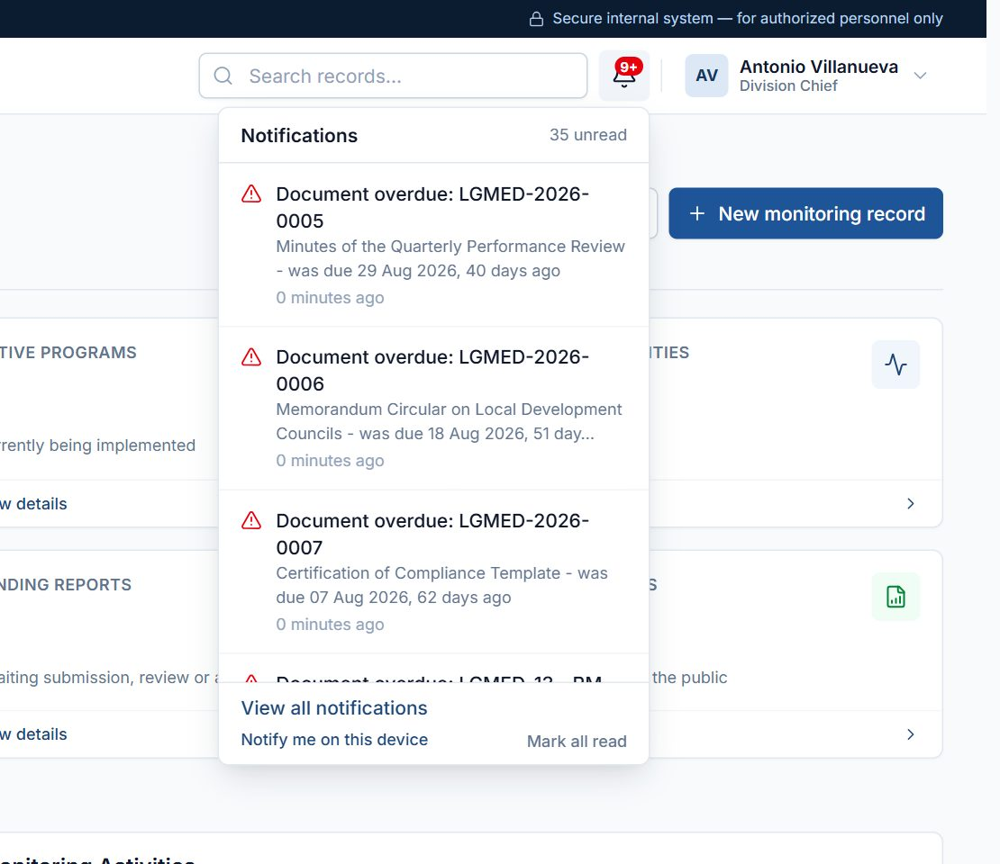 Secure internal system — for authorized personnel only
Search records...
9+
AV
Antonio Villanueva
Division Chief
Notifications
35 unread
New monitoring record
Document overdue: LGMED-2026-
0005
Minutes of the Quarterly Performance Review
- was due 29 Aug 2026, 40 days ago
0 minutes ago
TIVE PROGRAMS
ITIES
Document overdue: LGMED-2026-
0006
Memorandum Circular on Local Development
Councils - was due 18 Aug 2026, 51 day...
0 minutes ago
rently being implemented
w details
Document overdue: LGMED-2026-
0007
Certification of Compliance Template - was
due 07 Aug 2026, 62 days ago
0 minutes ago
NDING REPORTS
S
Document overdue:
aiting submission, review or
the public
View all notifications
Notify me on this device
Mark all read
w details
onitoring Activities